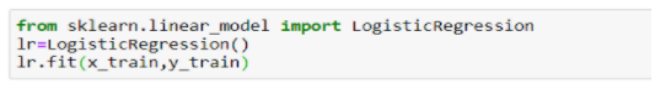 from sklearn.linear_model import LogisticRegression
lr=LogisticRegression()
lr.fit(x_train,y_train)